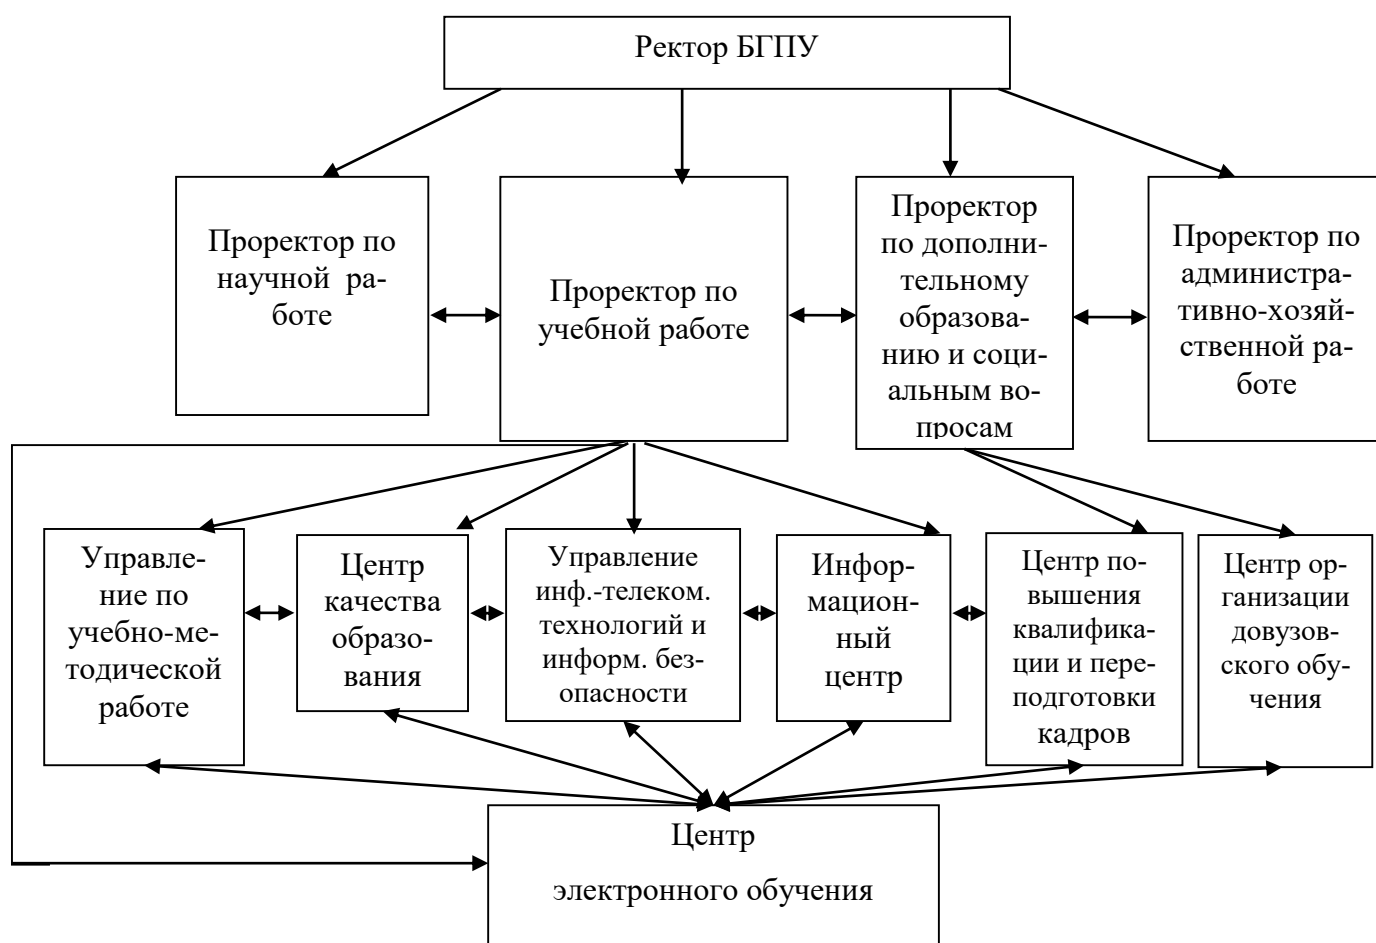 Ректор БГПУ
Проректор по
научной ра-
боте
Проректор по
учебной работе
Проректор
по дополни-
тельному
образова-
нию и соци-
альным во-
просам
Проректор по
администра-
тивно-хозяй-
ственной ра-
боте
Управле-
ние по
учебно-ме-
тодической
работе
Центр
качества
образо-
вания
Управление
инф.-телеком.
технологий и
информ. без-
опасности
Инфор-
мацион-
ный
центр
Центр по-
вышения
квалифика-
ции и пере-
подготовки
кадров
Центр ор-
ганизации
довузов-
ского обу-
чения
Центр
электронного обучения